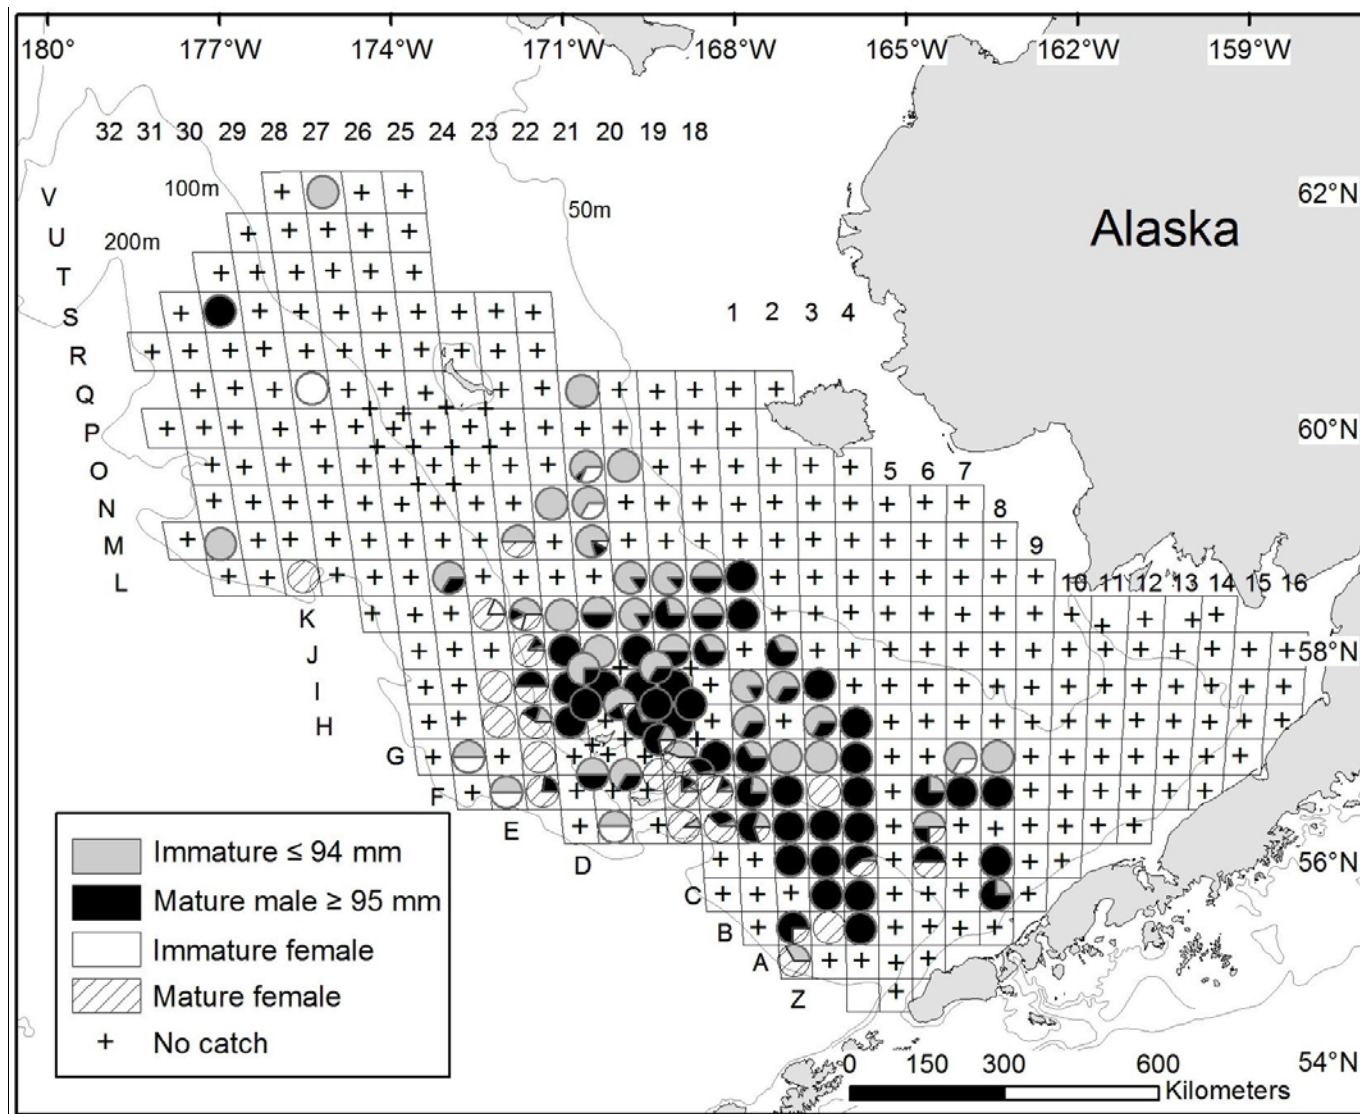 180° 177°W 174°W 171°W 168°W 165°W 162°W 159°W
32 31 30 29 28 27 26 25 24 23 22 21 20 19 18
100m
V
62°N
50m
Alaska
U
200m
T
S
1 2 3 4
R
Q
P
60°N
O
5 6 7
N
8
M
9
L
10 11 12 13 14 15 16
K
J
58°N
I
H
G
F
E
D
56°N
C
B
A
Z
Immature ≤ 94 mm
Mature male ≥ 95 mm
Immature female
Mature female
+ No catch
0 150 300 600
Kilometers
54°N